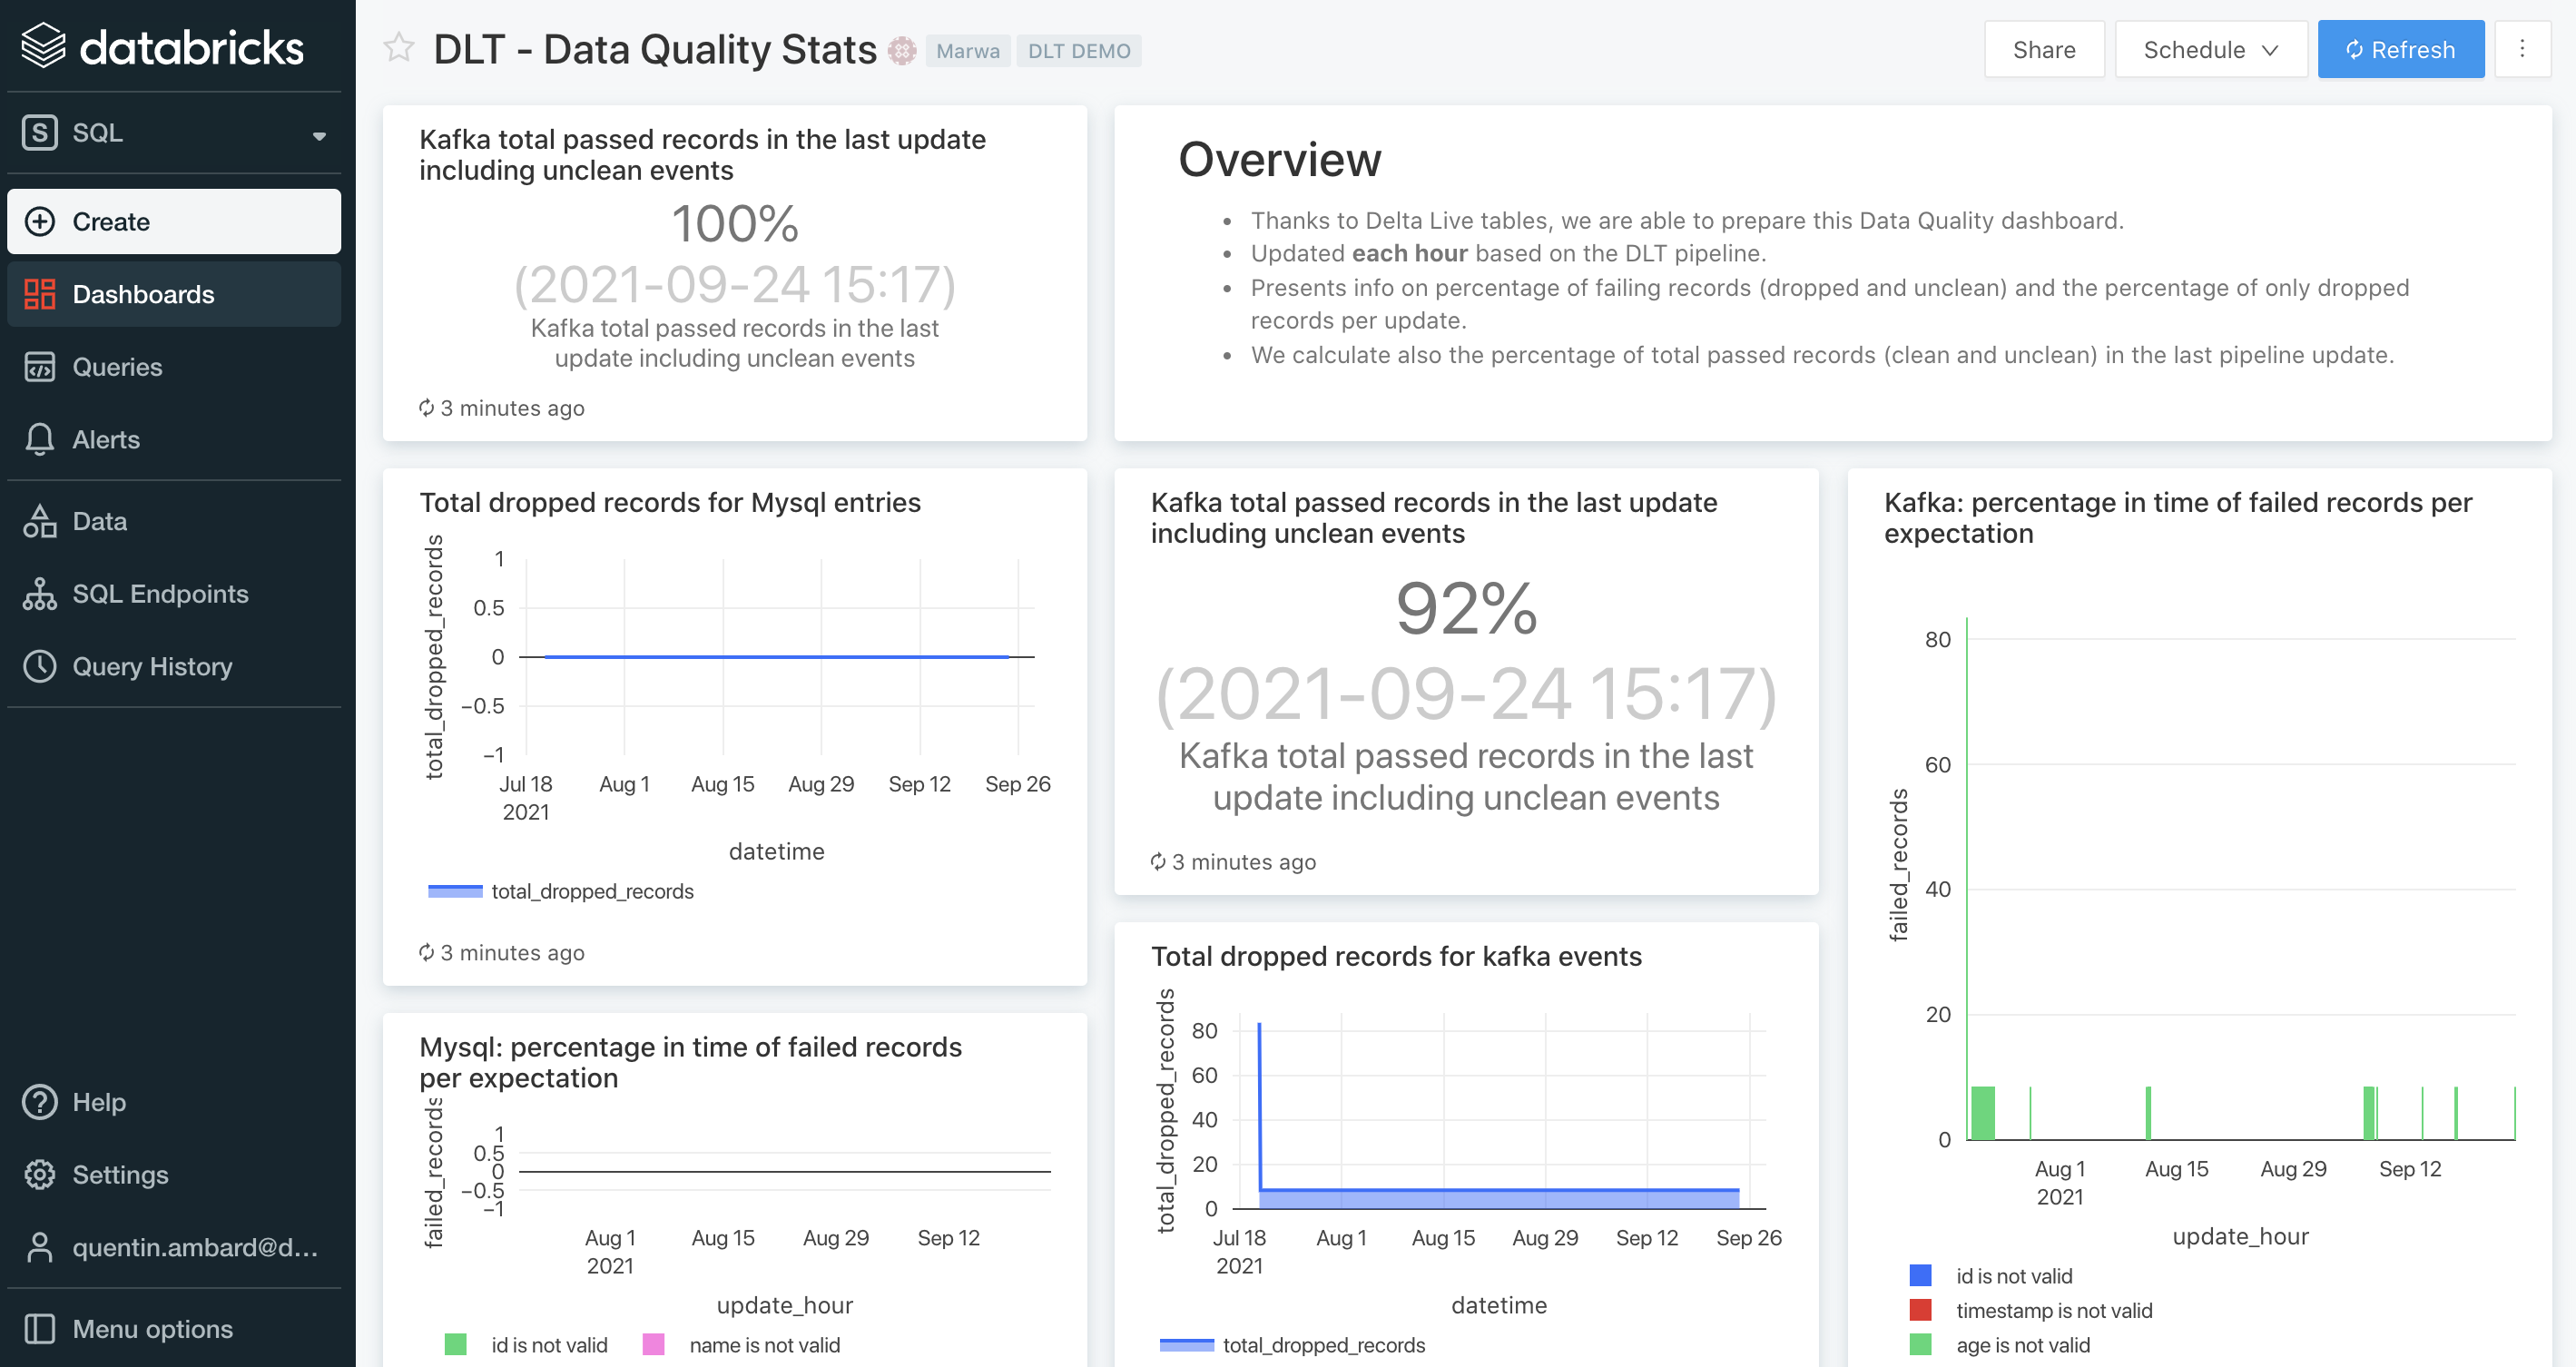 databricks
S SQL
Create
Dashboards
Queries
Alerts
Data
SQL Endpoints
Query History
Help
Settings
quentin.ambard@d...
Menu options
DLT - Data Quality Stats Marwa DLT DEMO
Share Schedule Refresh
Kafka total passed records in the last update
including unclean events
100%
(2021-09-24 15:17)
Kafka total passed records in the last
update including unclean events
3 minutes ago
Overview
• Thanks to Delta Live tables, we are able to prepare this Data Quality dashboard.
• Updated each hour based on the DLT pipeline.
• Presents info on percentage of failing records (dropped and unclean) and the percentage of only dropped
records per update.
• We calculate also the percentage of total passed records (clean and unclean) in the last pipeline update.
Total dropped records for Mysql entries
total_dropped_records
1
0.5
0
−0.5
−1
Jul 18 Aug 1 Aug 15 Aug 29 Sep 12 Sep 26
2021
datetime
total_dropped_records
3 minutes ago
Kafka total passed records in the last update
including unclean events
92%
(2021-09-24 15:17)
Kafka total passed records in the last
update including unclean events
3 minutes ago
Kafka: percentage in time of failed records per
expectation
failed_records
80
60
40
20
0
Aug 1 Aug 15 Aug 29 Sep 12
2021
update_hour
id is not valid
timestamp is not valid
age is not valid
Mysql: percentage in time of failed records
per expectation
failed_records
1
0.5
0
−0.5
−1
Aug 1 Aug 15 Aug 29 Sep 12
2021
update_hour
id is not valid name is not valid
Total dropped records for kafka events
total_dropped_records
80
60
40
20
0
Jul 18 Aug 1 Aug 15 Aug 29 Sep 12 Sep 26
2021
datetime
total_dropped_records